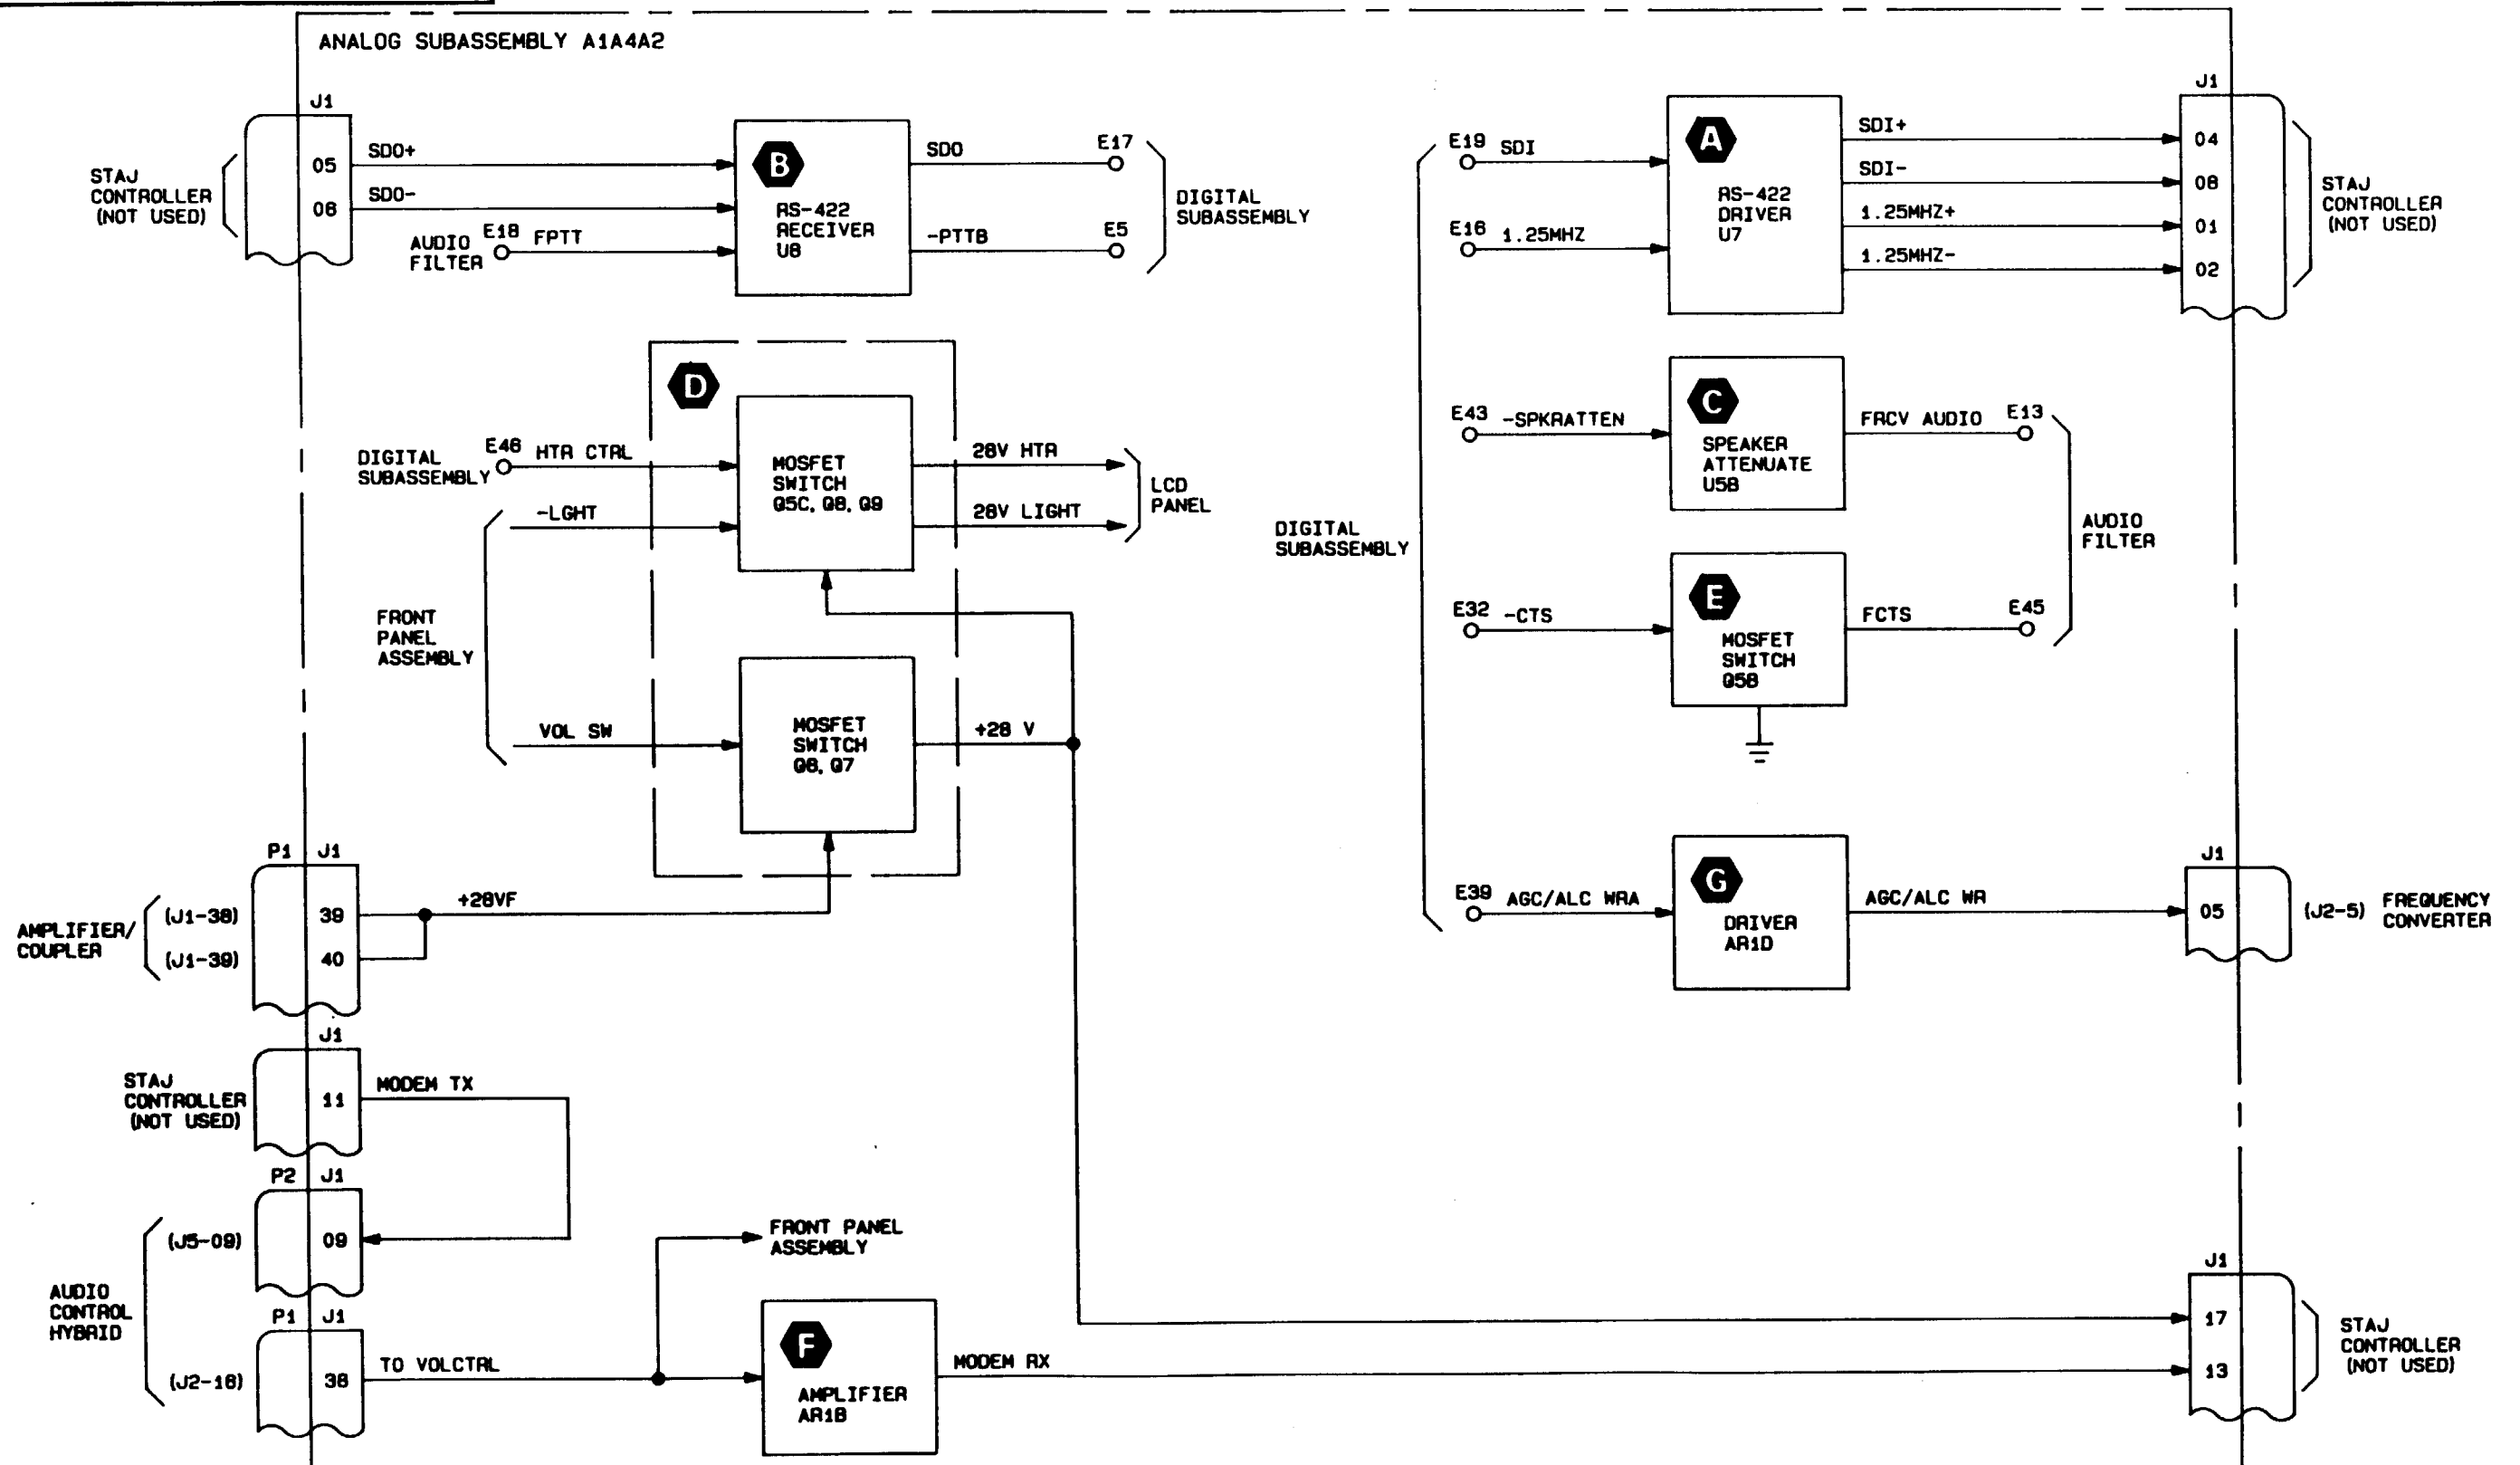 ANALOG SUBASSEMBLY A1A4A2
J1
STAJ
CONTROLLER
(NOT USED)
05
SDO+
06
SDO-
AUDIO
FILTER
E18
FPTT
B
RS-422
RECEIVER
U8
SDO
E17
-PTTB
E5
DIGITAL
SUBASSEMBLY
D
DIGITAL
SUBASSEMBLY
E46
HTR CTRL
-LGHT
MOSFET
SWITCH
Q5C, Q8, Q9
28V HTR
28V LIGHT
LCD
PANEL
FRONT
PANEL
ASSEMBLY
VOL SW
MOSFET
SWITCH
Q6, Q7
+28 V
P1
J1
AMPLIFIER/
COUPLER
(J1-38)
39
+28VF
(J1-39)
40
J1
STAJ
CONTROLLER
(NOT USED)
11
MODEM TX
P2
J1
(J5-09)
09
AUDIO
CONTROL
HYBRID
P1
J1
(J2-16)
38
TO VOLCTRL
FRONT PANEL
ASSEMBLY
F
AMPLIFIER
AR1B
MODEM RX
DIGITAL
SUBASSEMBLY
E19
SDI
E16
1.25MHZ
A
RS-422
DRIVER
U7
SDI+
SDI-
1.25MHZ+
1.25MHZ-
J1
04
08
01
02
STAJ
CONTROLLER
(NOT USED)
E43
-SPKRATTEN
C
SPEAKER
ATTENUATE
U5B
FRCV AUDIO
E13
E32
-CTS
E
MOSFET
SWITCH
Q5B
FCTS
E45
AUDIO
FILTER
E39
AGC/ALC WRA
G
DRIVER
AR1D
AGC/ALC WR
J1
05
(J2-5)
FREQUENCY
CONVERTER
J1
17
13
STAJ
CONTROLLER
(NOT USED)